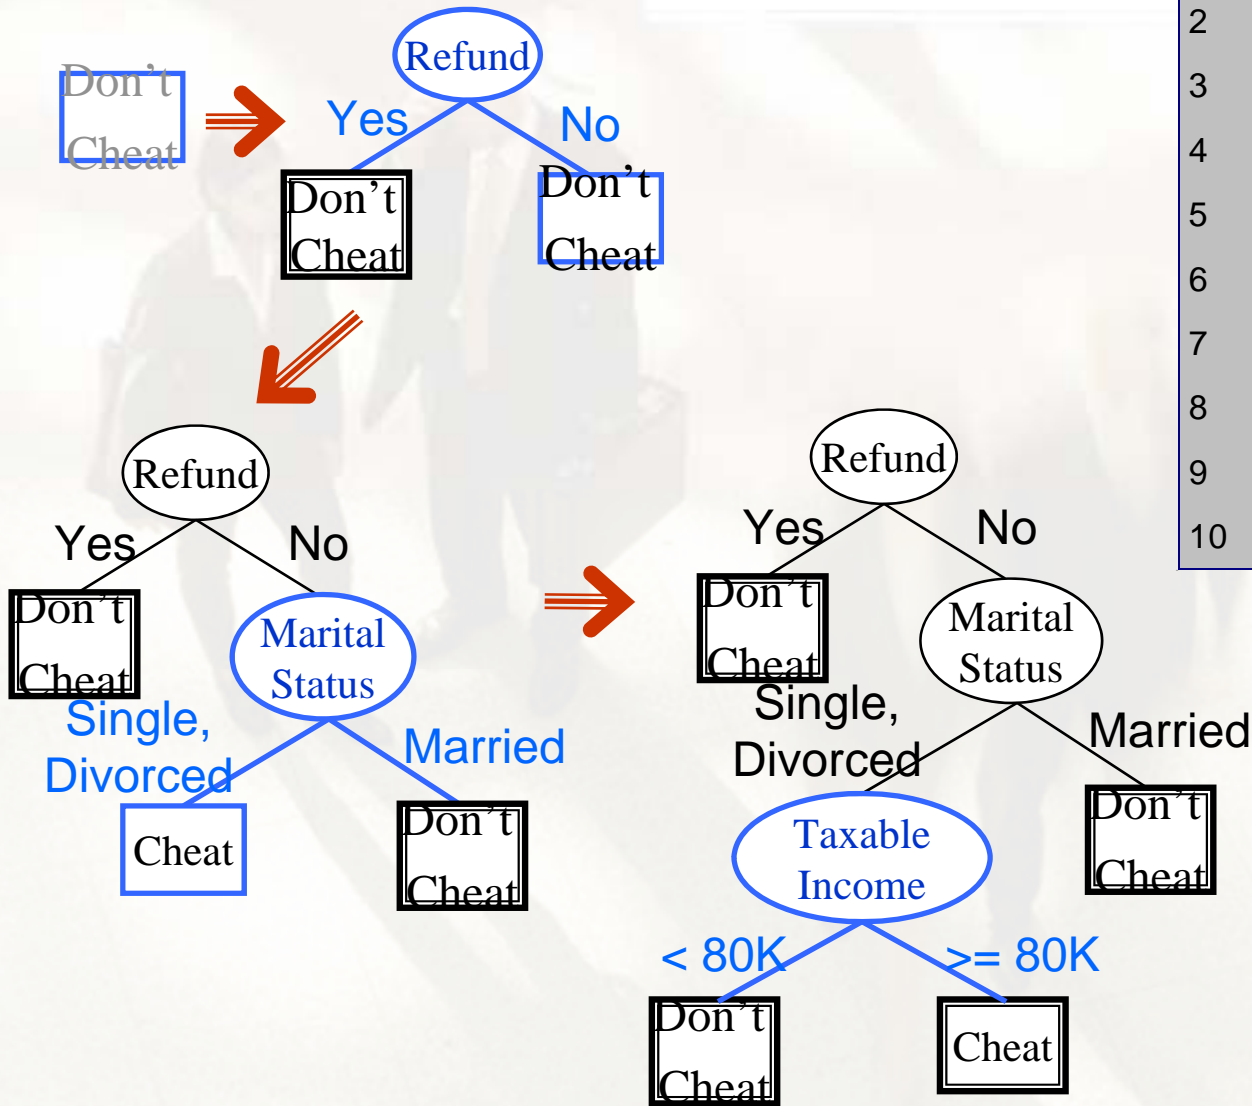 Don't
Cheat
Refund
Yes
No
Don't
Cheat
Don't
Cheat
Refund
Yes
No
Don't
Cheat
Marital
Status
Single,
Divorced
Married
Cheat
Don't
Cheat
Refund
Yes
No
Don't
Cheat
Marital
Status
Single,
Divorced
Married
Taxable
Income
Don't
Cheat
< 80K
>= 80K
Don't
Cheat
Cheat
2
3
4
5
6
7
8
9
10